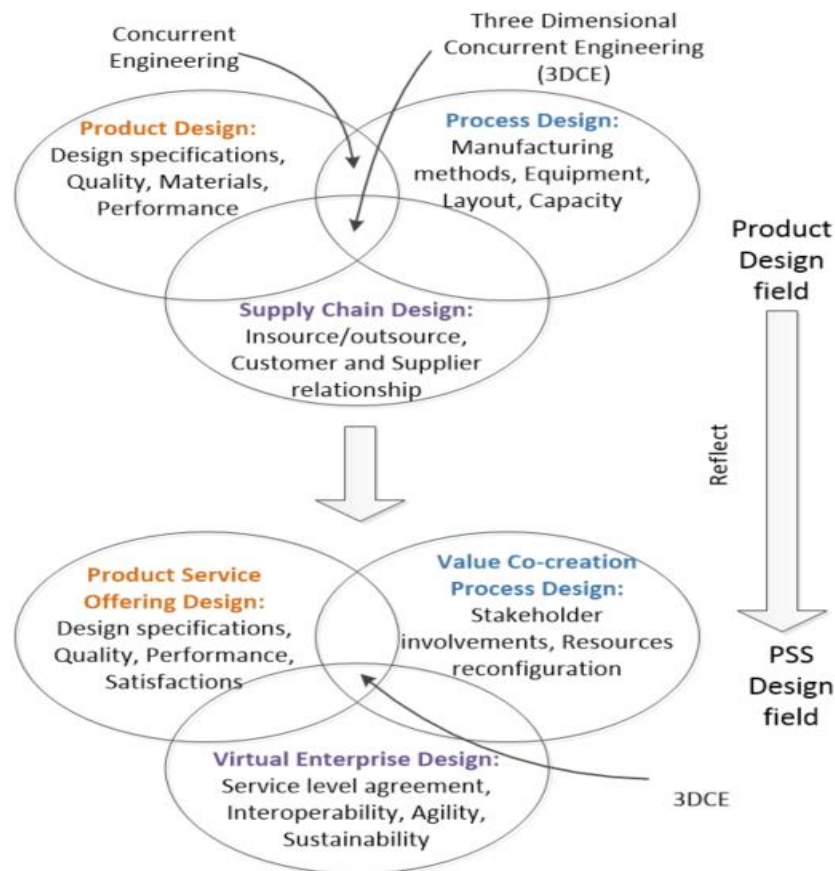 Concurrent
Engineering
Three Dimensional
Concurrent Engineering
(3DCE)
Product Design:
Design specifications,
Quality, Materials,
Performance
Process Design:
Manufacturing
methods, Equipment,
Layout, Capacity
Supply Chain Design:
Insource/outsource,
Customer and Supplier
relationship
Product
Design
field
Reflect
Product Service
Offering Design:
Design specifications,
Quality, Performance,
Satisfactions
Value Co-creation
Process Design:
Stakeholder
involvements, Resources
reconfiguration
Virtual Enterprise Design:
Service level agreement,
Interoperability, Agility,
Sustainability
3DCE
PSS
Design
field